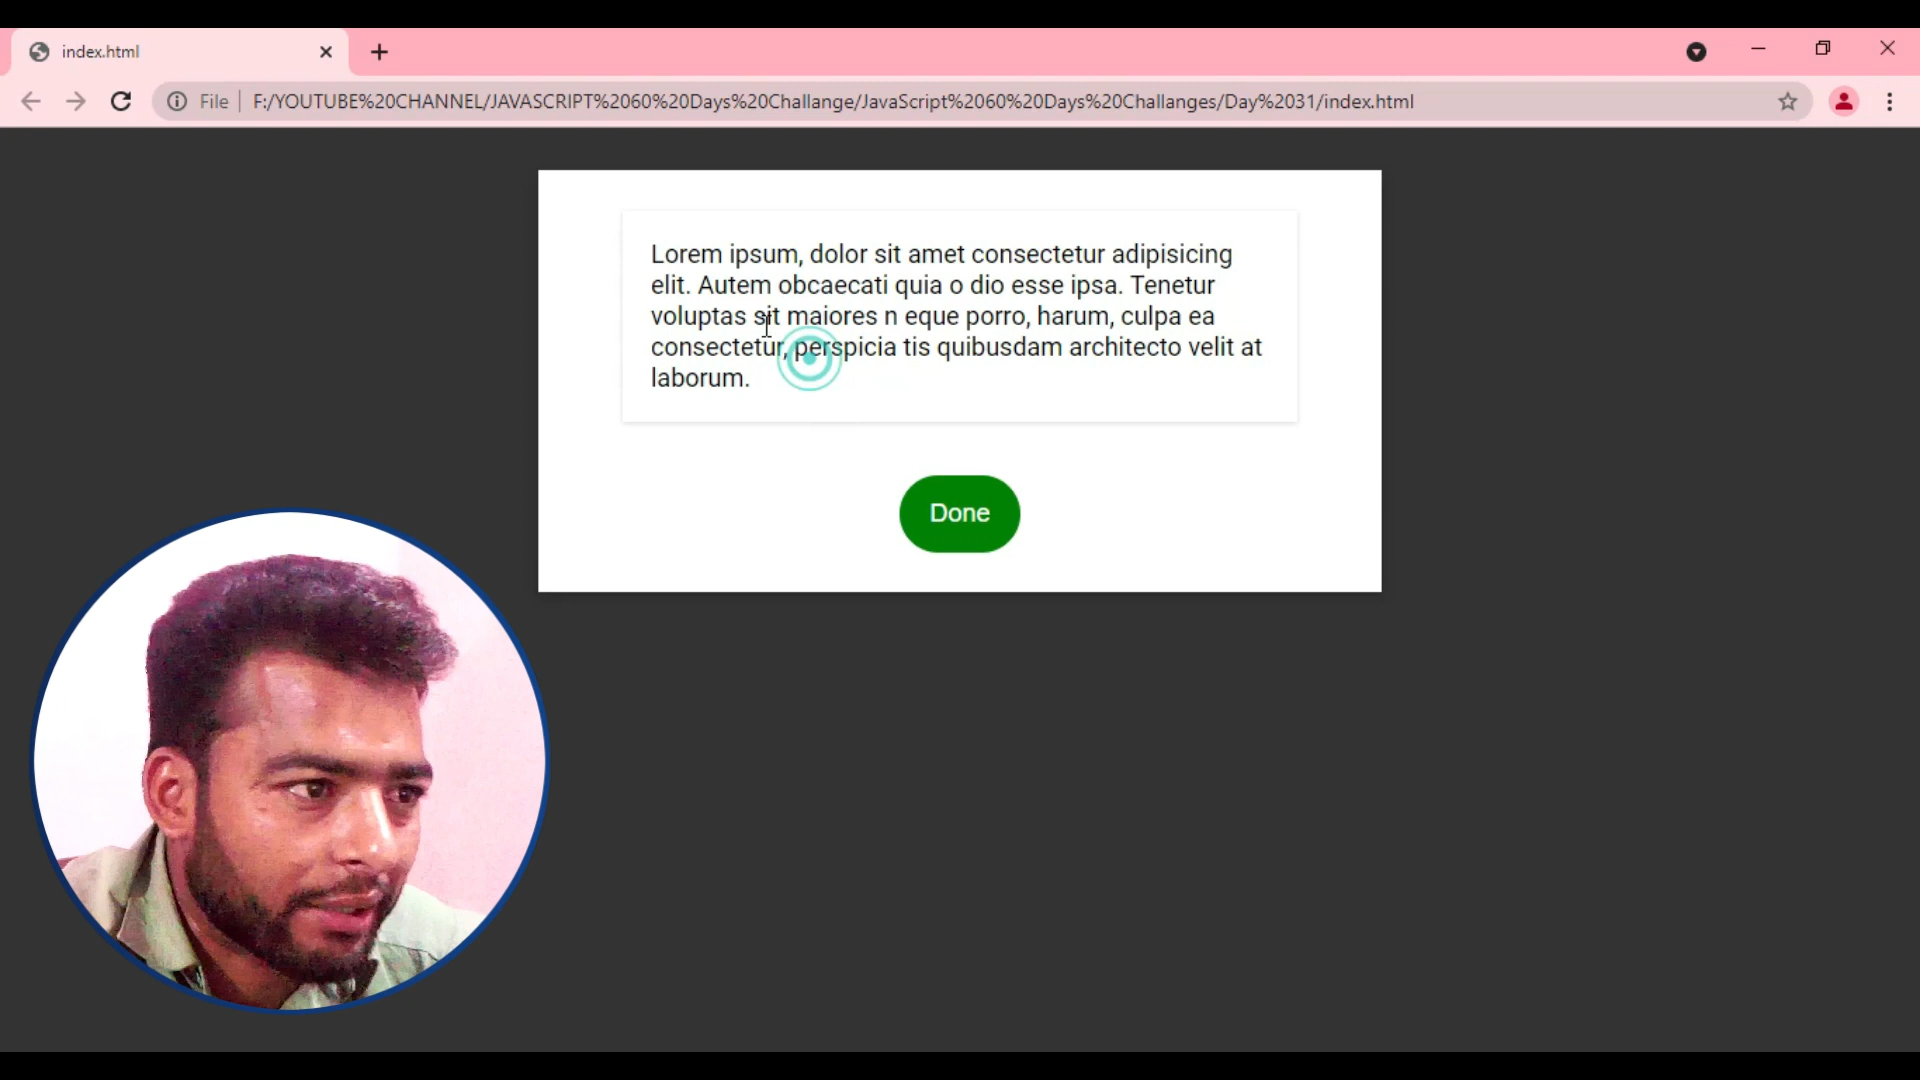 index.html
File
F:/YOUTUBE%20CHANNEL/JAVASCRIPT%2060%20Days%20Challange/JavaScript%2060%20Days%20Challanges/Day%2031/index.html
Lorem ipsum, dolor sit amet consectetur adipisicing
elit. Autem obcaecati quia o dio esse ipsa. Tenetur
voluptas sit maiores n eque porro, harum, culpa ea
consectetur, perspicia tis quibusdam architecto velit at
laborum.
Done